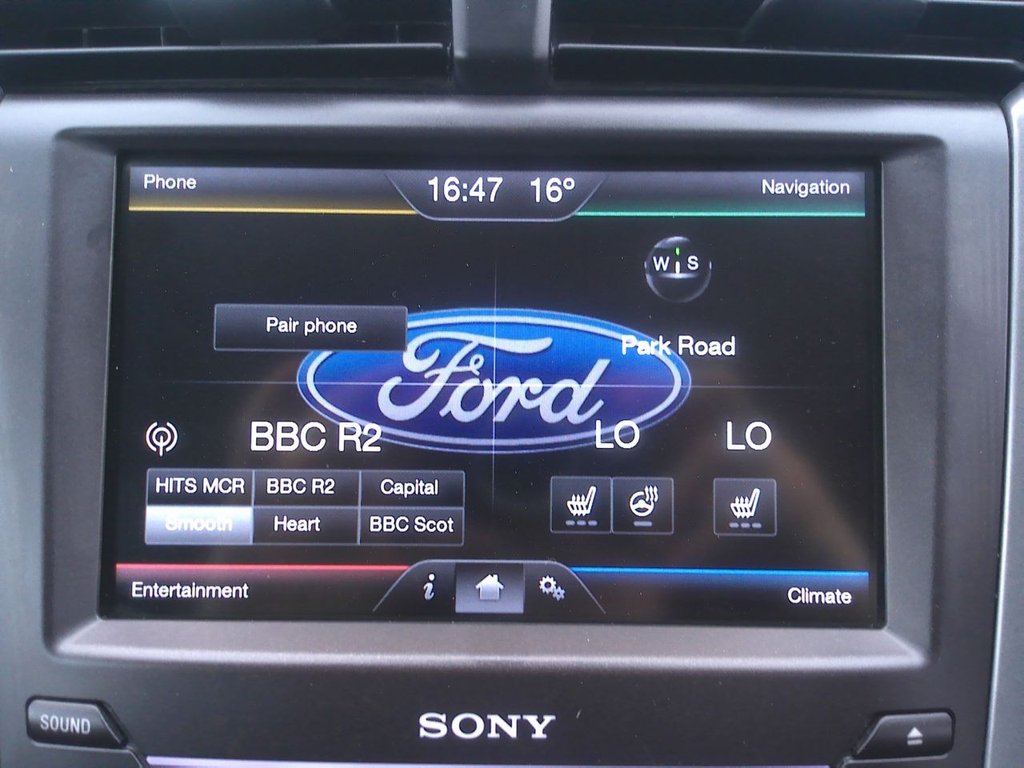 Phone
16:47 16°
Navigation
W S
Pair phone
Ford
Park Road
BBC R2
LO LO
HITS MCR BBC R2 Capital
Smooth Heart BBC Scot
Entertainment
i
Climate
SOUND
SONY